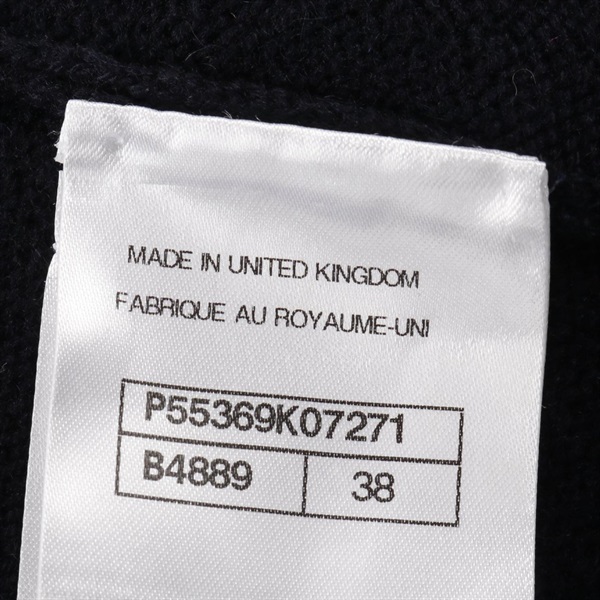 MADE IN UNITED KINGDOM
FABRIQUE AU ROYAUME-UNI
P55369K07271
B4889 38